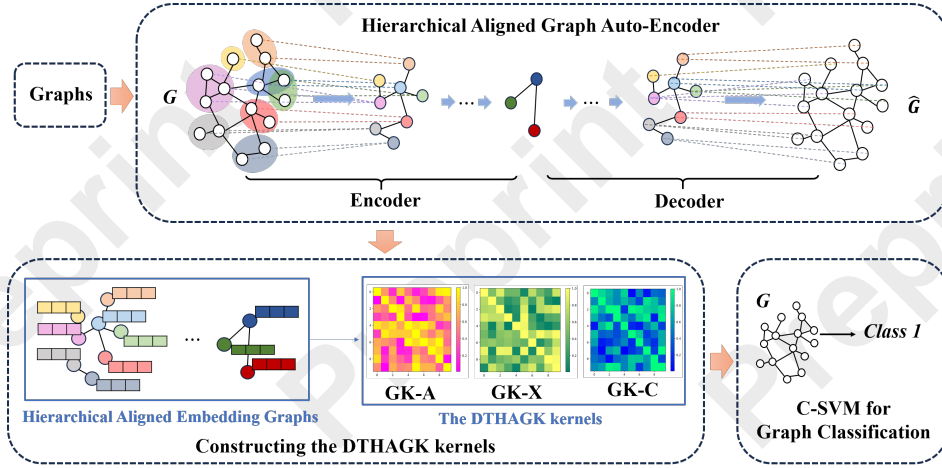 Hierarchical Aligned Graph Auto-Encoder
Graphs
G
...
...
Ĝ
Encoder
Decoder
...
GK-A
GK-X
GK-C
Hierarchical Aligned Embedding Graphs
The DTHAGK kernels
Constructing the DTHAGK kernels
G
Class 1
C-SVM for
Graph Classification
Preprint